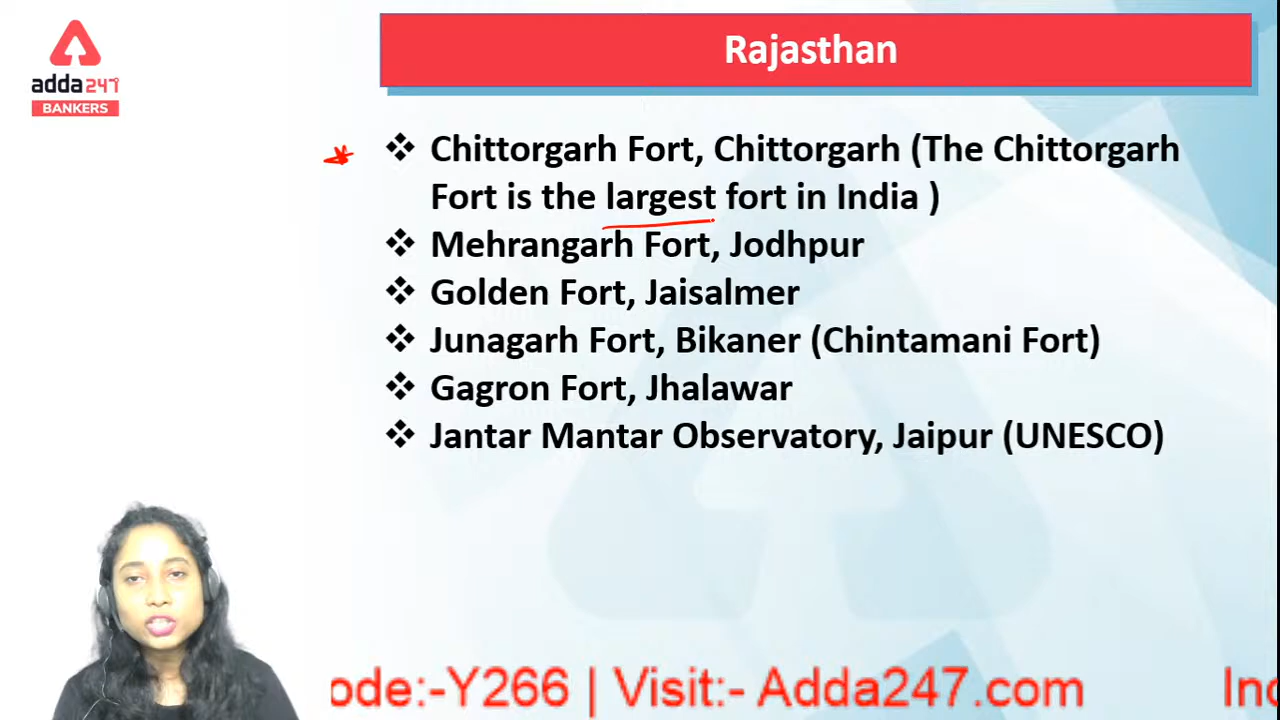 adda247
BANKERS
Rajasthan
❖ Chittorgarh Fort, Chittorgarh (The Chittorgarh
Fort is the largest fort in India )
❖ Mehrangarh Fort, Jodhpur
❖ Golden Fort, Jaisalmer
❖ Junagarh Fort, Bikaner (Chintamani Fort)
❖ Gagron Fort, Jhalawar
❖ Jantar Mantar Observatory, Jaipur (UNESCO)
ode:-Y266 | Visit:- Adda247.com